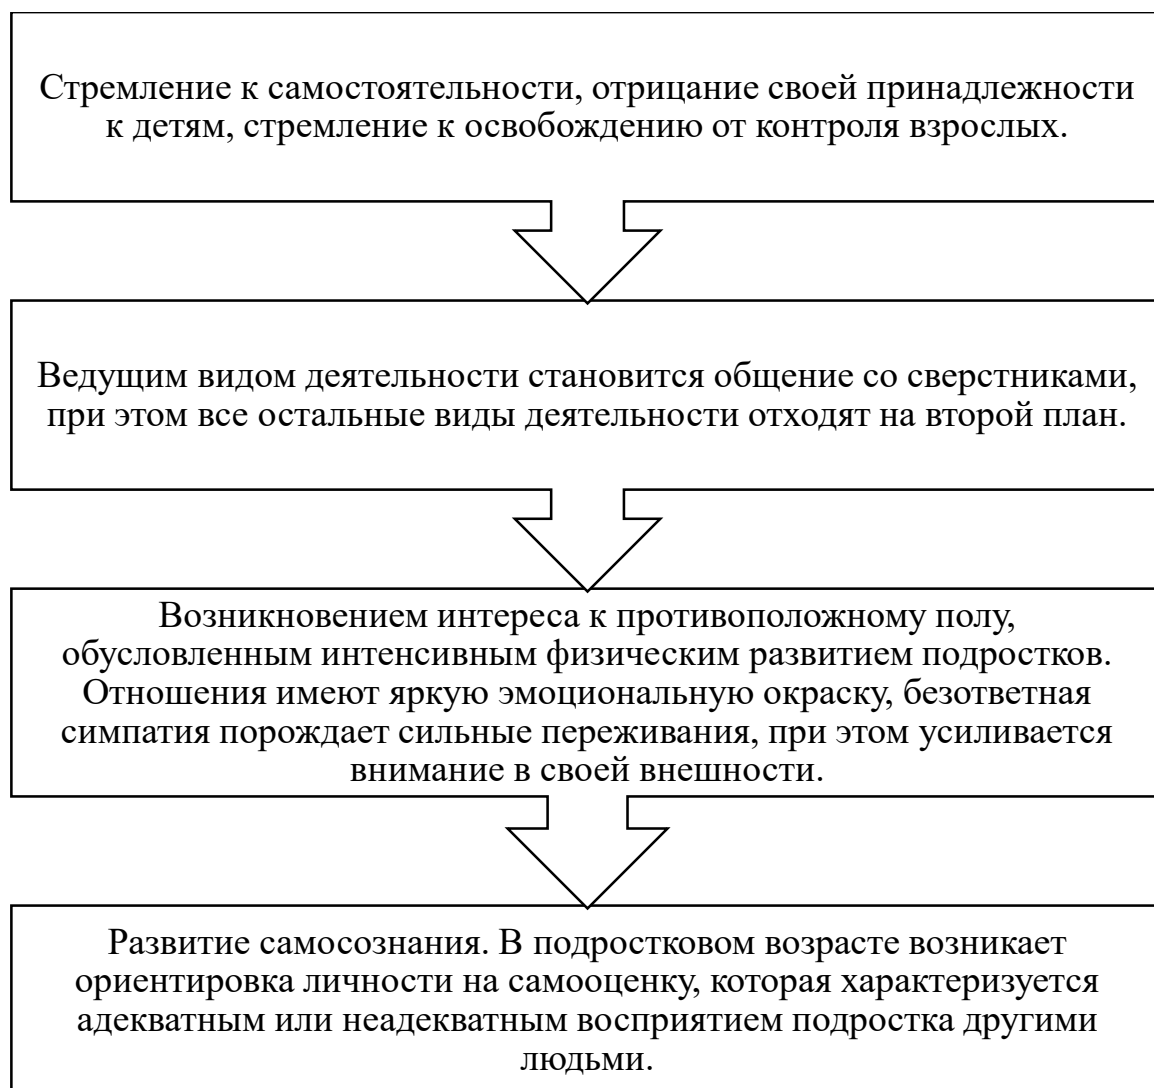 Стремление к самостоятельности, отрицание своей принадлежности
к детям, стремление к освобождению от контроля взрослых.
Ведущим видом деятельности становится общение со сверстниками,
при этом все остальные виды деятельности отходят на второй план.
Возникновением интереса к противоположному полу,
обусловленным интенсивным физическим развитием подростков.
Отношения имеют яркую эмоциональную окраску, безответная
симпатия порождает сильные переживания, при этом усиливается
внимание в своей внешности.
Развитие самосознания. В подростковом возрасте возникает
ориентировка личности на самооценку, которая характеризуется
адекватным или неадекватным восприятием подростка другими
людьми.